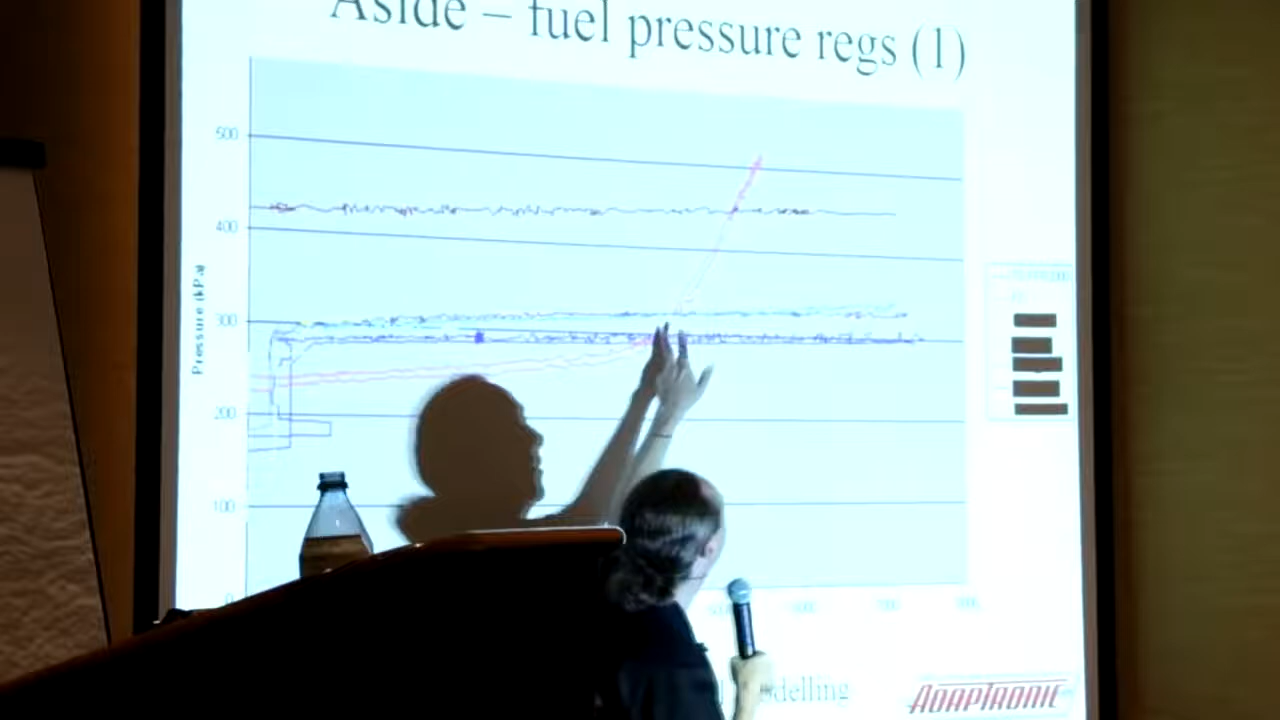 Aside – fuel pressure regs (1)
500
400
300
200
100
0
Pressure (kPa)
delling
ADAPTRONIC